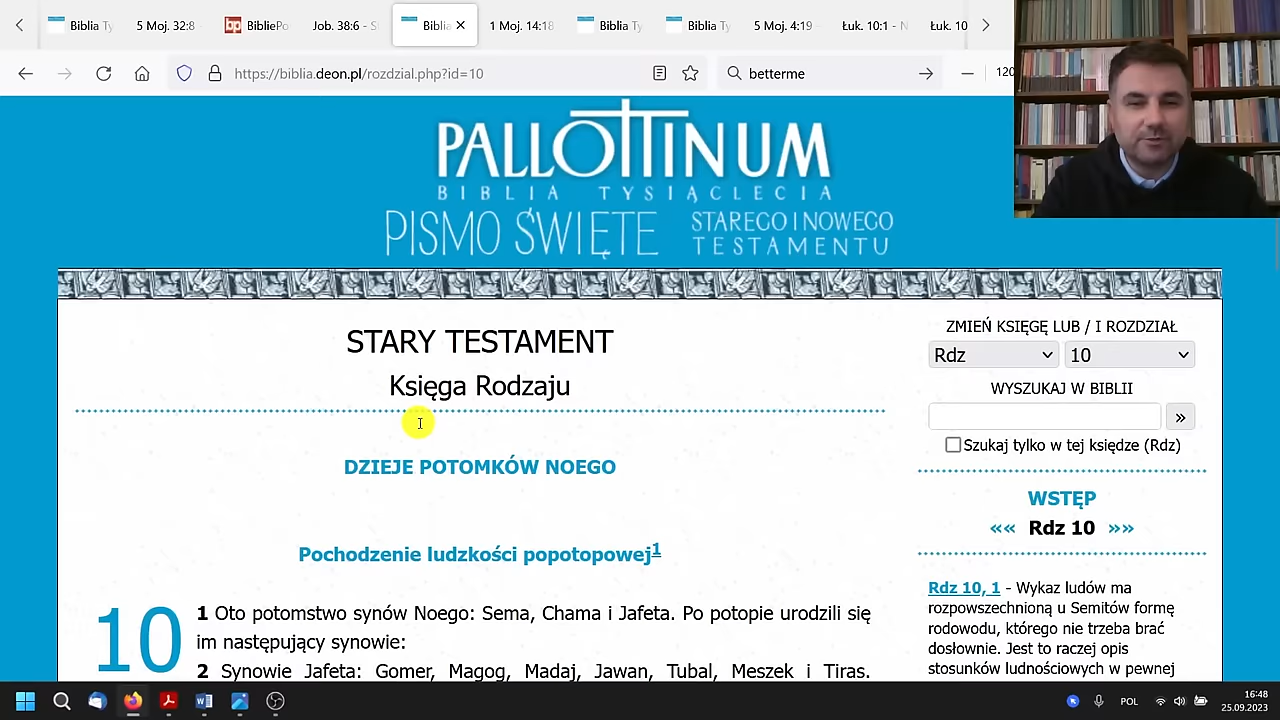 Biblia Ty
5 Moj. 32:8
BibliePo
Job. 38:6 - S
Biblia
1 Moj. 14:18
Biblia Ty
Biblia Ty
5 Moj. 4:19
Łuk. 10:1 - N
Łuk. 10
https://biblia.deon.pl/rozdzial.php?id=10
betterme
120
PALLOTTINUM
BIBLIA TYSIĄCLECIA
PISMO ŚWIĘTE
STAREGO I NOWEGO
TESTAMENTU
STARY TESTAMENT
Księga Rodzaju
DZIEJE POTOMKÓW NOEGO
Pochodzenie ludzkości popotopowej1
10
1 Oto potomstwo synów Noego: Sema, Chama i Jafeta. Po potopie urodzili się
im następujący synowie:
2 Synowie Jafeta: Gomer, Magog, Madaj, Jawan, Tubal, Meszek i Tiras.
ZMIEŃ KSIĘGĘ LUB / I ROZDZIAŁ
Rdz
10
WYSZUKAJ W BIBLII
»
Szukaj tylko w tej księdze (Rdz)
WSTĘP
«« Rdz 10 »»
Rdz 10, 1 - Wykaz ludów ma
rozpowszechnioną u Semitów formę
rodowodu, którego nie trzeba brać
dosłownie. Jest to raczej opis
stosunków ludnościowych w pewnej
POL
16:48
25.09.2023